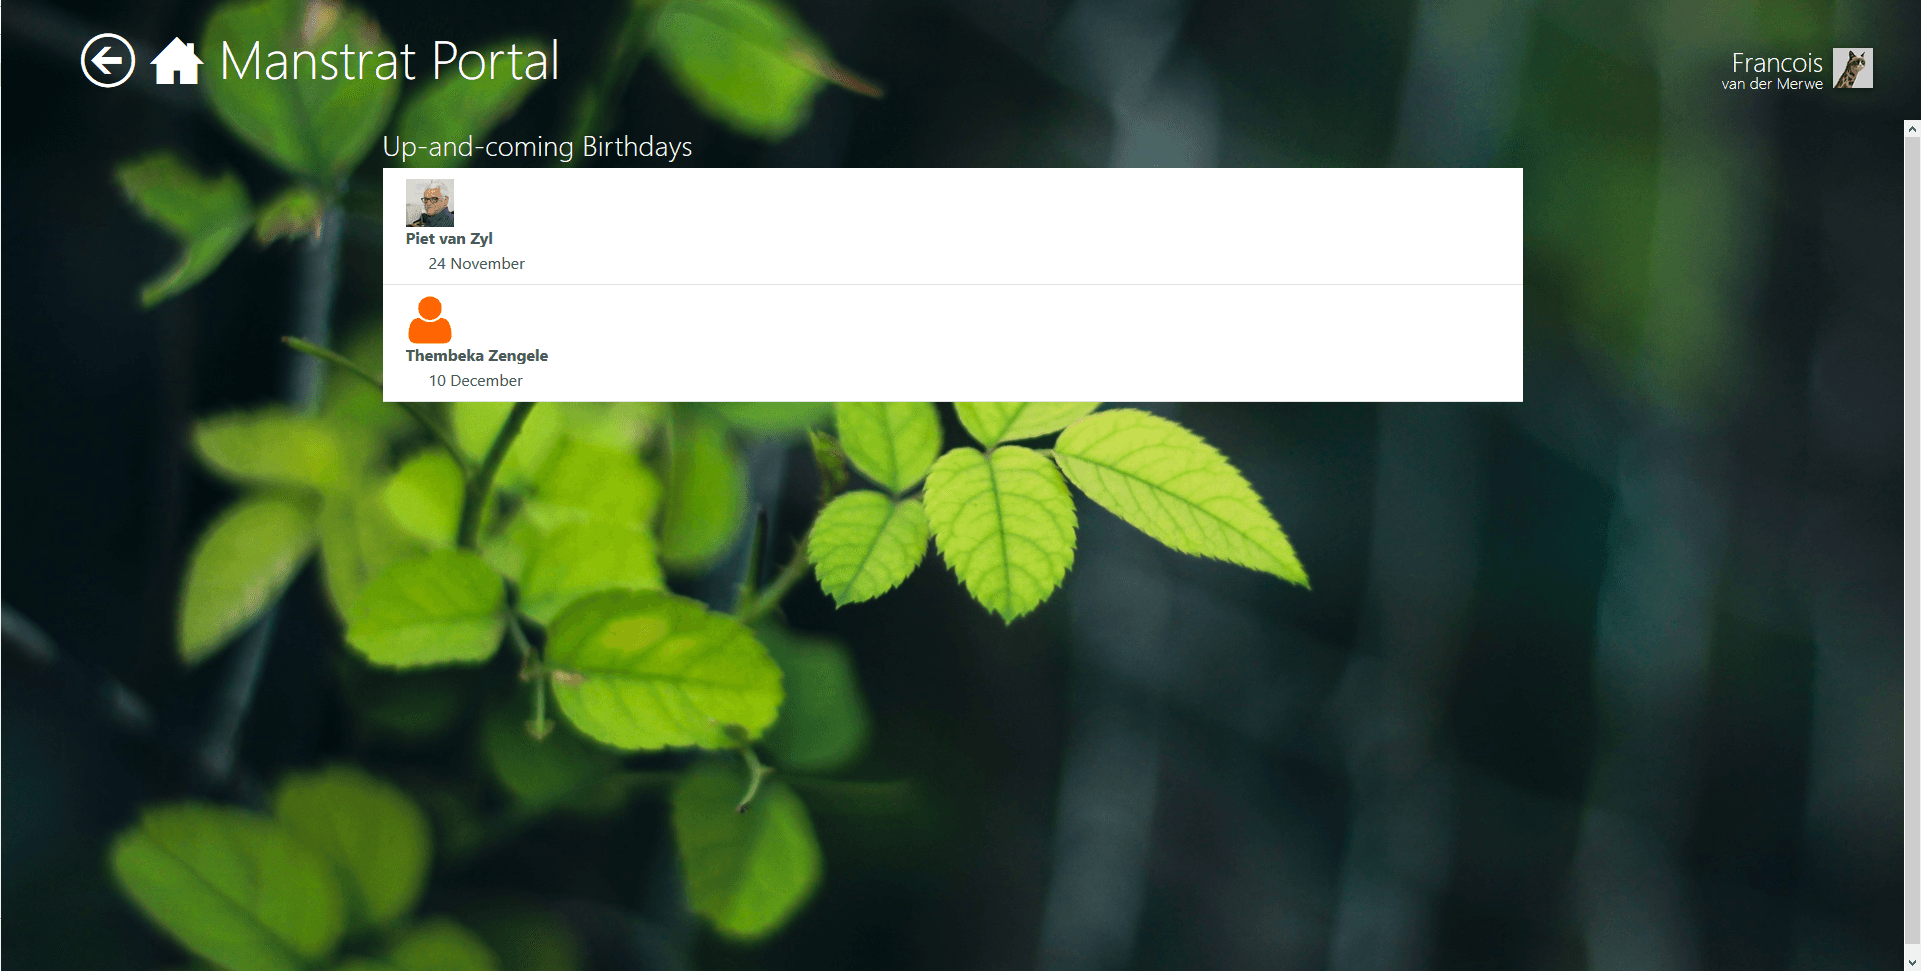 Manstrat Portal
Francois
van der Merwe
Up-and-coming Birthdays
Piet van Zyl
24 November
Thembeka Zengele
10 December